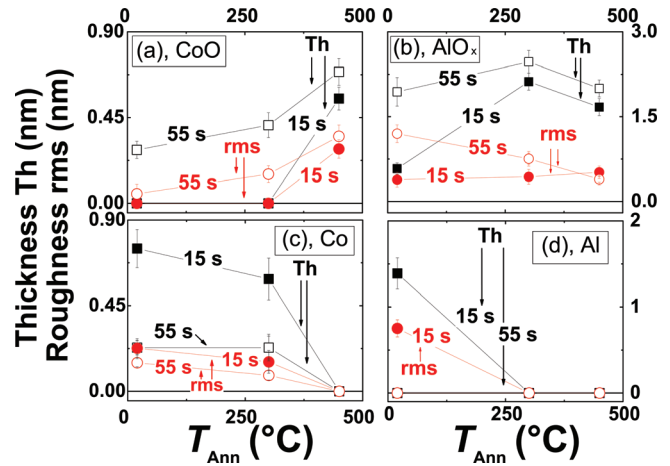 Thickness Th (nm)
Roughness rms (nm)
0.90
0.45
0.00
0.90
0.45
0.00
0 250 500
(a), CoO
Th
55 s
15 s
rms
55 s
15 s
0 250 500
(b), AlOx
Th
55 s
15 s
rms
55 s
15 s
3.0
1.5
0.0
(c), Co
Th
15 s
55 s
15 s
55 s
rms
0 250 500
TAnn (°C)
(d), Al
Th
15 s
55 s
15 s
rms
2
1
0
0 250 500
TAnn (°C)